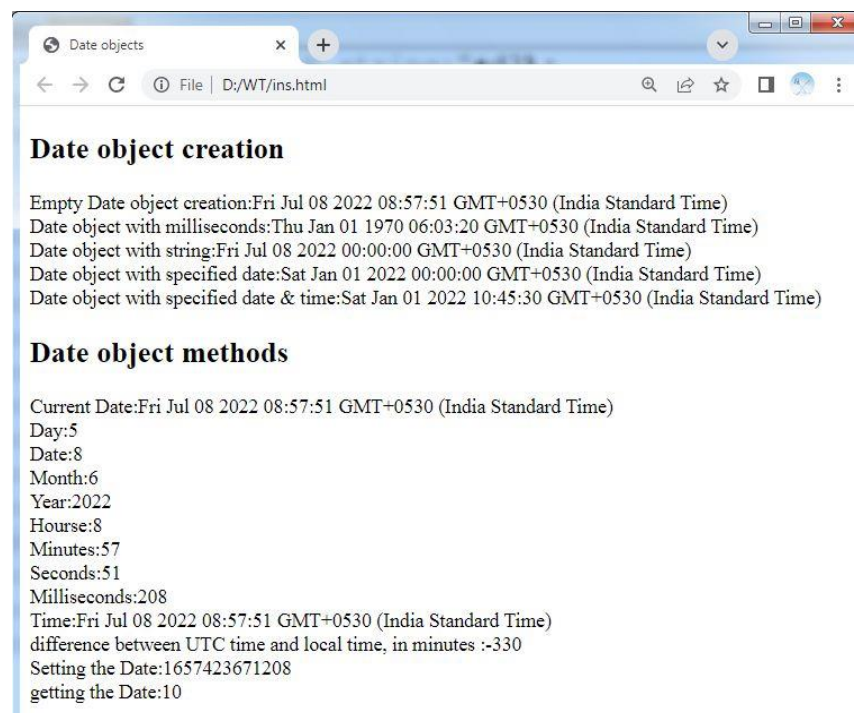 Date objects
File | D:/WT/ins.html
Date object creation
Empty Date object creation:Fri Jul 08 2022 08:57:51 GMT+0530 (India Standard Time)
Date object with milliseconds:Thu Jan 01 1970 06:03:20 GMT+0530 (India Standard Time)
Date object with string:Fri Jul 08 2022 00:00:00 GMT+0530 (India Standard Time)
Date object with specified date:Sat Jan 01 2022 00:00:00 GMT+0530 (India Standard Time)
Date object with specified date & time:Sat Jan 01 2022 10:45:30 GMT+0530 (India Standard Time)
Date object methods
Current Date:Fri Jul 08 2022 08:57:51 GMT+0530 (India Standard Time)
Day:5
Date:8
Month:6
Year:2022
Hourse:8
Minutes:57
Seconds:51
Milliseconds:208
Time:Fri Jul 08 2022 08:57:51 GMT+0530 (India Standard Time)
difference between UTC time and local time, in minutes :-330
Setting the Date:1657423671208
getting the Date:10